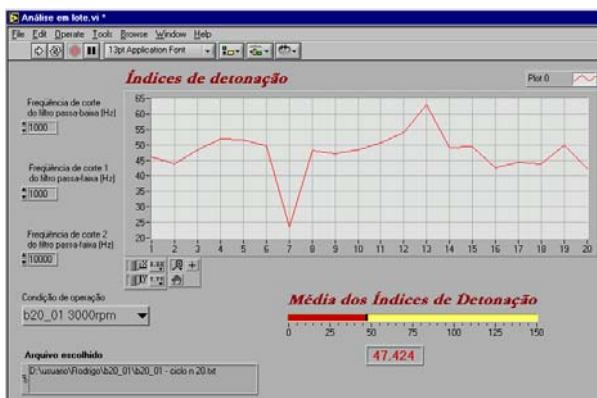 Análise em lote.vi *
File Edit Operate Tools Browse Window Help
13pt Application Font
Índices de detonação
Plot 0
Freqüência de corte
do filtro passa-baixa (Hz)
1000
Freqüência de corte 1
do filtro passa-faixa (Hz)
1000
Freqüência de corte 2
do filtro passa-faixa (Hz)
10000
65
60
55
50
45
40
35
30
25
20
1 2 3 4 5 6 7 8 9 10 11 12 13 14 15 16 17 18 19 20
Condição de operação
b20_01 3000rpm
Média dos Índices de Detonação
0 25 50 75 100 125 150
47.424
Arquivo escolhido
D:\usuario\Rodrigo\b20_01\b20_01 - ciclo n 20.txt